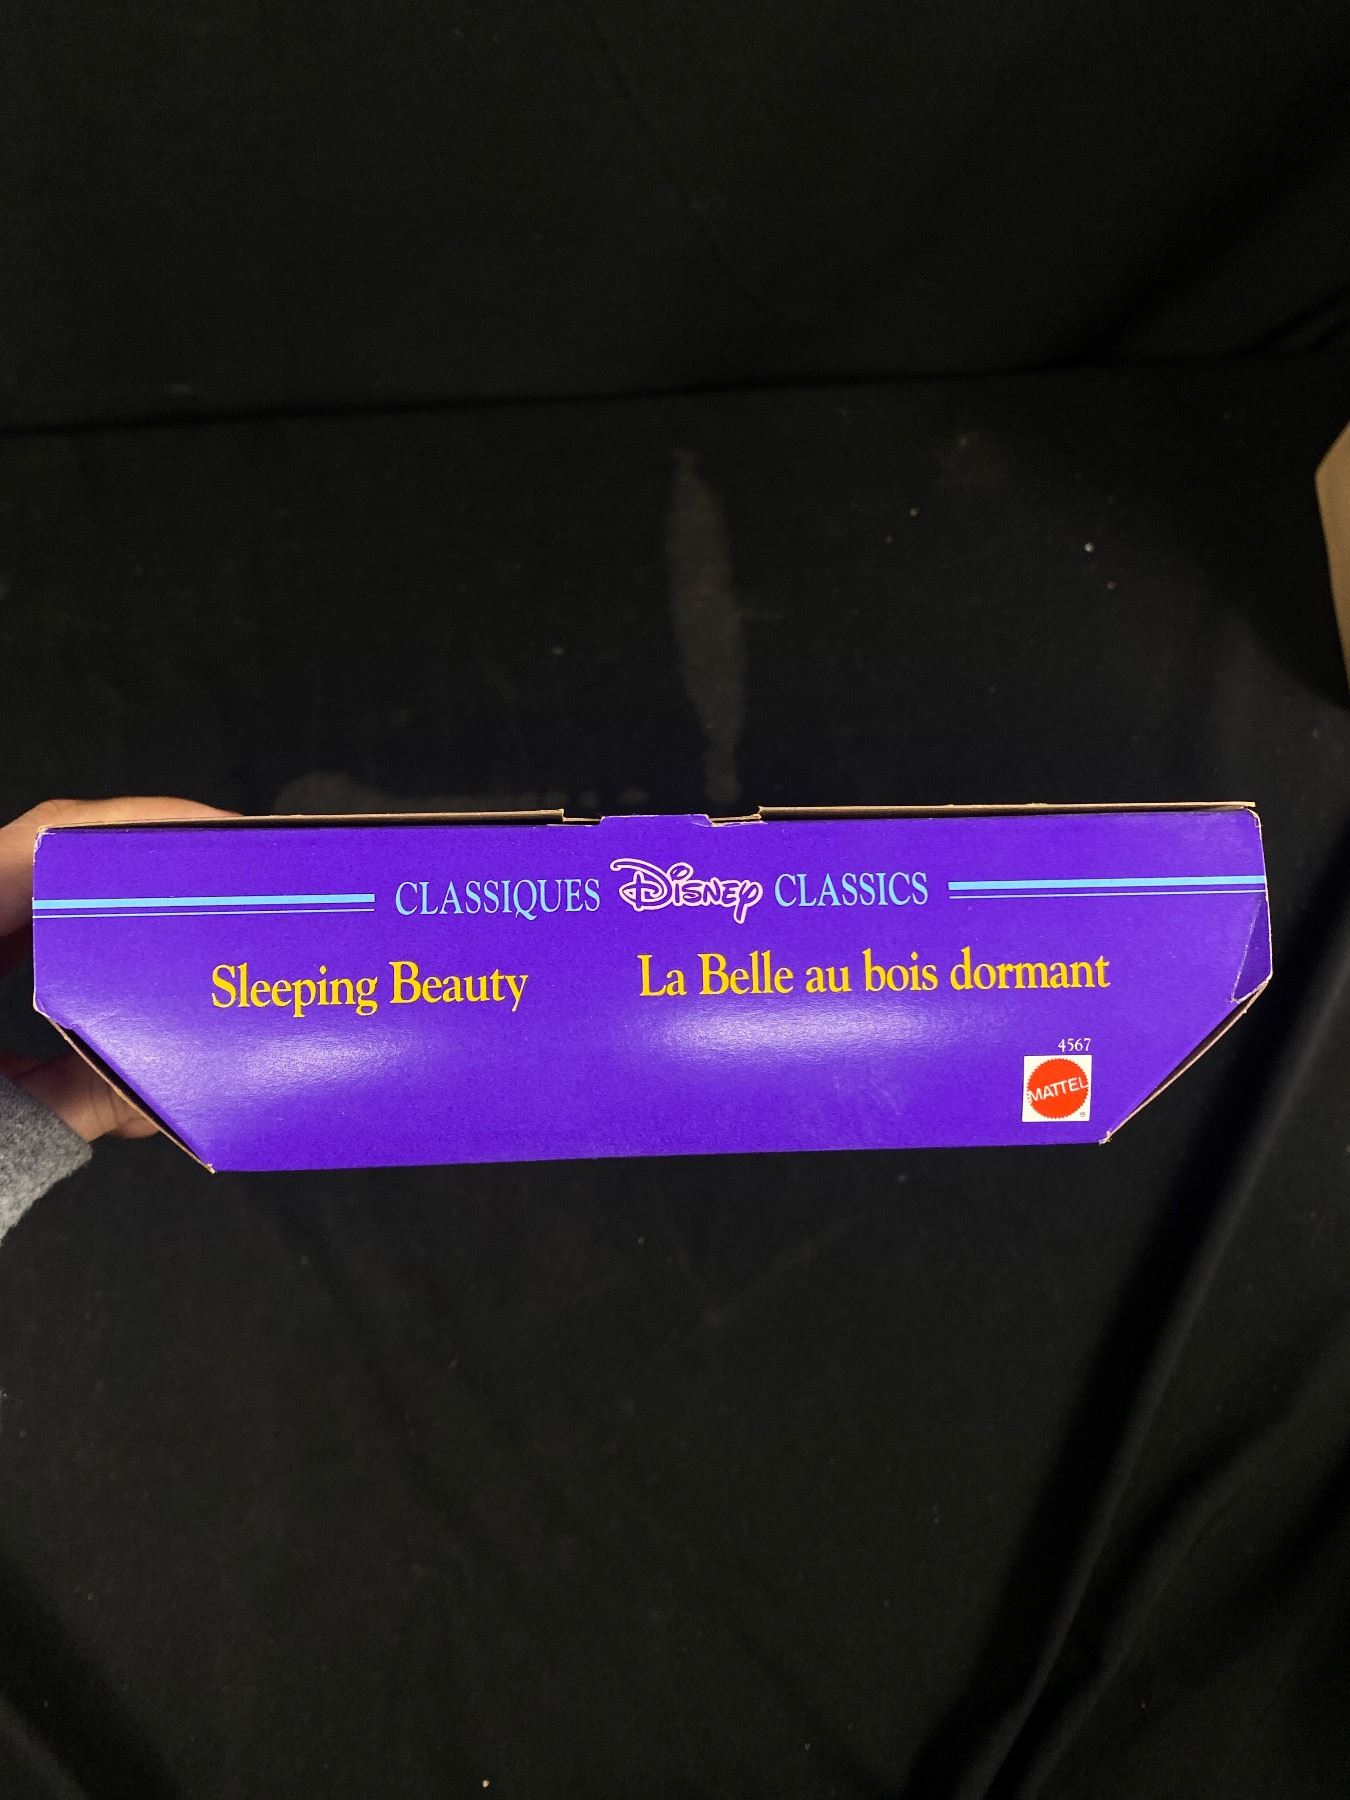 CLASSIQUES Disney CLASSICS
Sleeping Beauty La Belle au bois dormant
4567
MATTEL
®